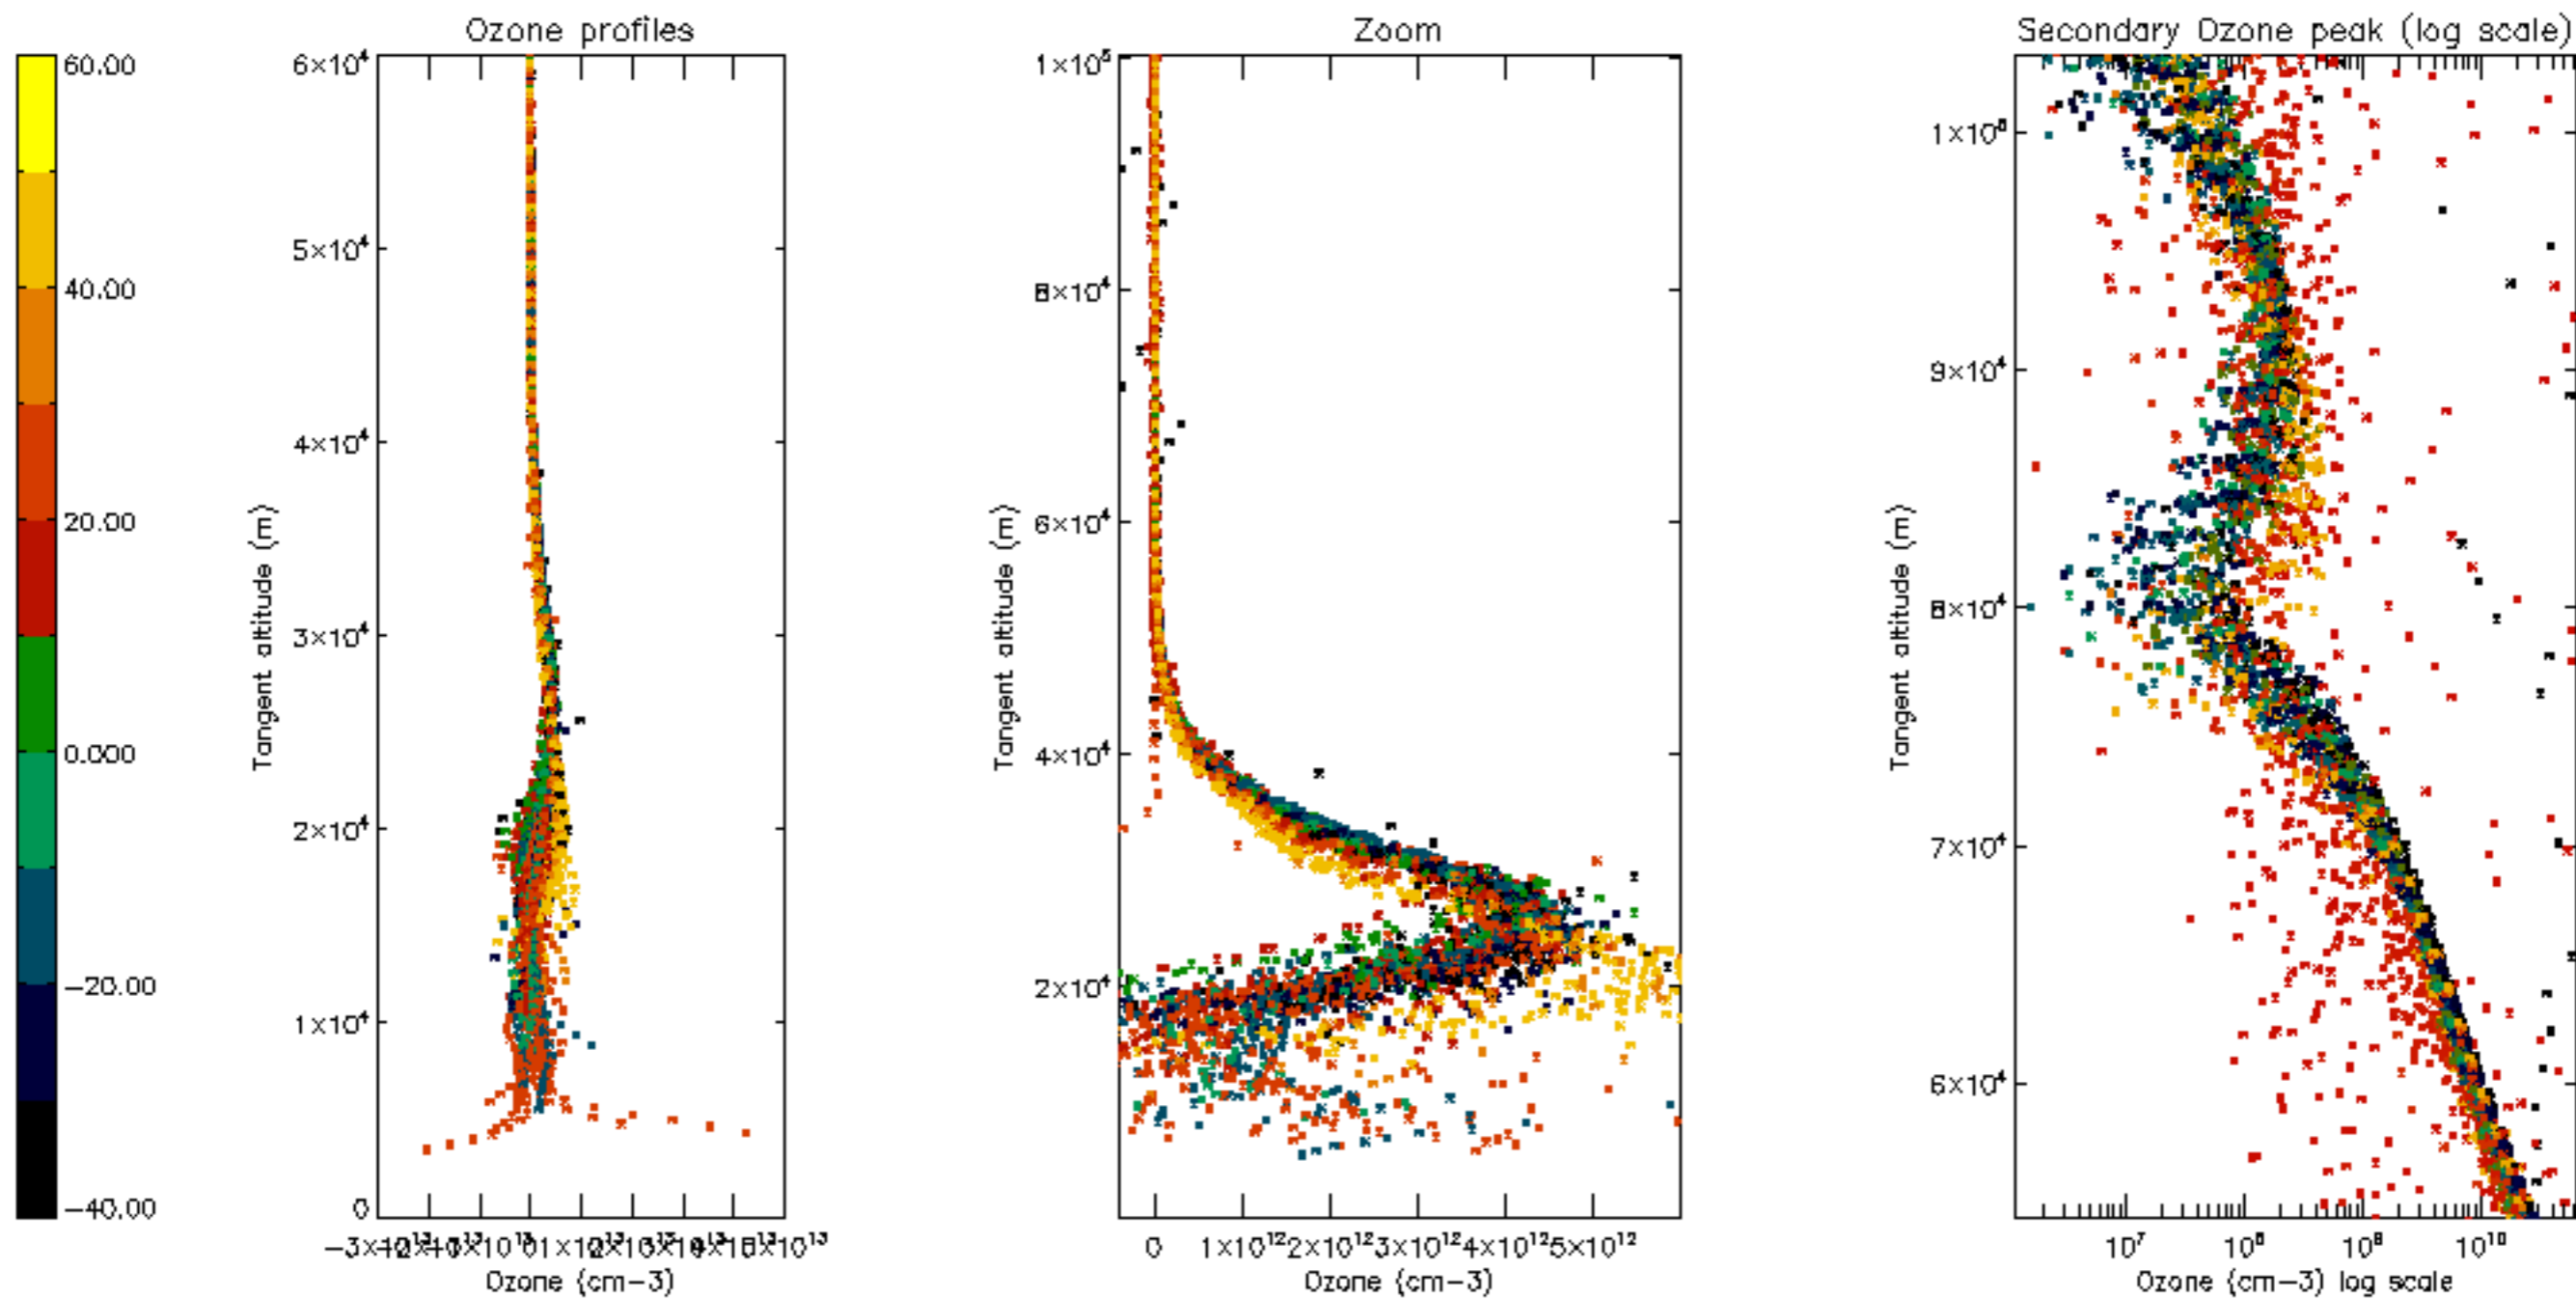 Ozone profiles
Zoom
Secondary Ozone peak (log scale)
60.00
40.00
20.00
0.000
−20.00
−40.00
6×10⁴
5×10⁴
4×10⁴
3×10⁴
2×10⁴
1×10⁴
0
Tangent altitude (m)
Ozone (cm−3)
1×10⁵
8×10⁴
6×10⁴
4×10⁴
2×10⁴
Tangent altitude (m)
0 1×10¹² 2×10¹² 3×10¹² 4×10¹² 5×10¹²
Ozone (cm−3)
1×10⁵
9×10⁴
8×10⁴
7×10⁴
6×10⁴
Tangent altitude (m)
10⁷ 10⁸ 10⁹ 10¹⁰
Ozone (cm−3) log scale